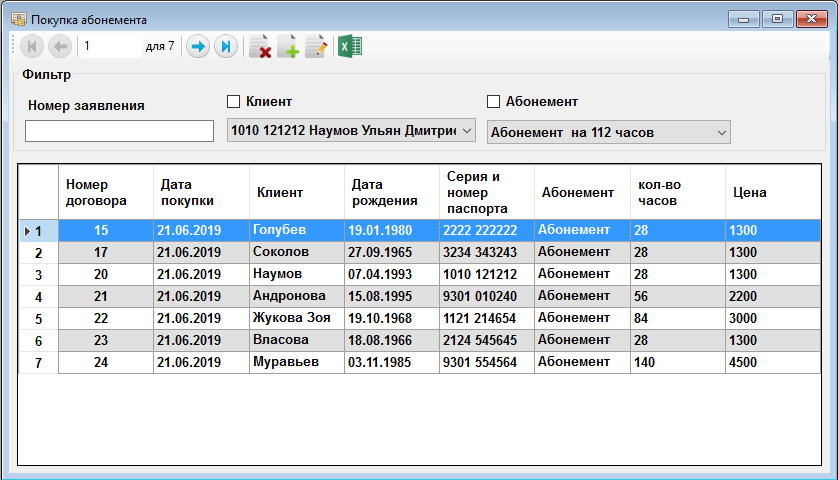 Покупка абонемента
1 для 7
Фильтр
Номер заявления
Клиент
Абонемент
1010 121212 Наумов Ульян Дмитрие
Абонемент на 112 часов
Номер договора Дата покупки Клиент Дата рождения Серия и номер паспорта Абонемент кол-во часов Цена
1 15 21.06.2019 Голубев 19.01.1980 2222 222222 Абонемент 28 1300
2 17 21.06.2019 Соколов 27.09.1965 3234 343243 Абонемент 28 1300
3 20 21.06.2019 Наумов 07.04.1993 1010 121212 Абонемент 28 1300
4 21 21.06.2019 Андронова 15.08.1995 9301 010240 Абонемент 56 2200
5 22 21.06.2019 Жукова Зоя 19.10.1968 1121 214654 Абонемент 84 3000
6 23 21.06.2019 Власова 18.08.1966 2124 545645 Абонемент 28 1300
7 24 21.06.2019 Муравьев 03.11.1985 9301 554564 Абонемент 140 4500